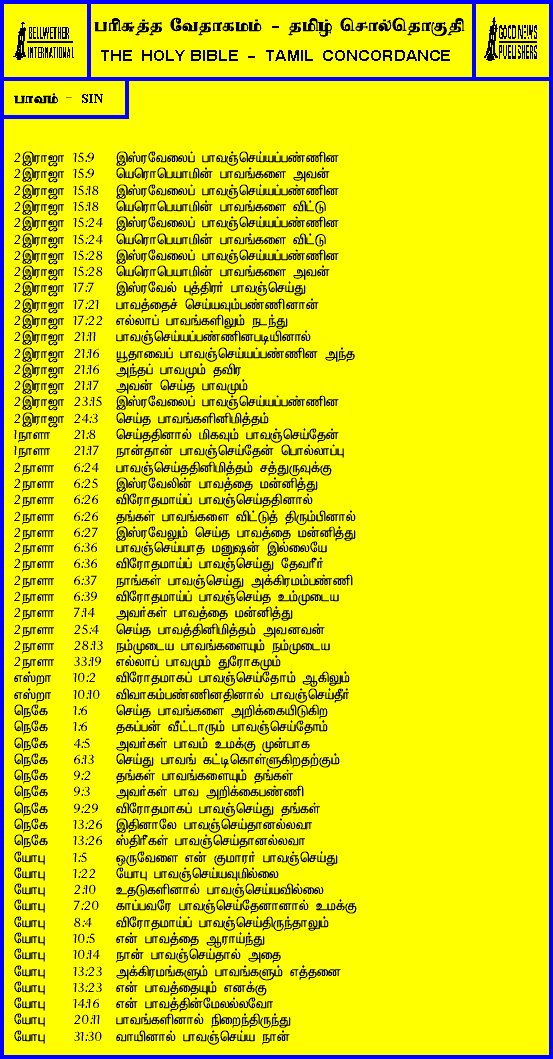 BELLWETHER
INTERNATIONAL
பரிசுத்த வேதாகமம் - தமிழ் சொல்தொகுதி
THE HOLY BIBLE - TAMIL CONCORDANCE
GOOD NEWS
PUBLISHERS
பாவம் - SIN
2இராஜா 15:9 இஸ்ரவேலைப் பாவஞ்செய்யப்பண்ணின
2இராஜா 15:9 யெரொபெயாமின் பாவங்களை அவன்
2இராஜா 15:18 இஸ்ரவேலைப் பாவஞ்செய்யப்பண்ணின
2இராஜா 15:18 யெரொபெயாமின் பாவங்களை விட்டு
2இராஜா 15:24 இஸ்ரவேலைப் பாவஞ்செய்யப்பண்ணின
2இராஜா 15:24 யெரொபெயாமின் பாவங்களை விட்டு
2இராஜா 15:28 இஸ்ரவேலைப் பாவஞ்செய்யப்பண்ணின
2இராஜா 15:28 யெரொபெயாமின் பாவங்களை அவன்
2இராஜா 17:7 இஸ்ரவேல் புத்திரர் பாவஞ்செய்து
2இராஜா 17:21 பாவத்தைச் செய்யவும்பண்ணினான்
2இராஜா 17:22 எல்லாப் பாவங்களிலும் நடந்து
2இராஜா 21:11 பாவஞ்செய்யப்பண்ணினபடியினால்
2இராஜா 21:16 யூதாவைப் பாவஞ்செய்யப்பண்ணின அந்த
2இராஜா 21:16 அந்தப் பாவமும் தவிர
2இராஜா 21:17 அவன் செய்த பாவமும்
2இராஜா 23:15 இஸ்ரவேலைப் பாவஞ்செய்யப்பண்ணின
2இராஜா 24:3 செய்த பாவங்களினிமித்தம்
1நாளா 21:8 செய்ததினால் மிகவும் பாவஞ்செய்தேன்
1நாளா 21:17 நான்தான் பாவஞ்செய்தேன் பொல்லாப்பு
2நாளா 6:24 பாவஞ்செய்ததினிமித்தம் சத்துருவுக்கு
2நாளா 6:25 இஸ்ரவேலின் பாவத்தை மன்னித்து
2நாளா 6:26 விரோதமாய்ப் பாவஞ்செய்ததினால்
2நாளா 6:26 தங்கள் பாவங்களை விட்டுத் திரும்பினால்
2நாளா 6:27 இஸ்ரவேலும் செய்த பாவத்தை மன்னித்து
2நாளா 6:36 பாவஞ்செய்யாத மனுஷன் இல்லையே
2நாளா 6:36 விரோதமாய்ப் பாவஞ்செய்து தேவரீர்
2நாளா 6:37 நாங்கள் பாவஞ்செய்து அக்கிரமம்பண்ணி
2நாளா 6:39 விரோதமாய்ப் பாவஞ்செய்த உம்முடைய
2நாளா 7:14 அவர்கள் பாவத்தை மன்னித்து
2நாளா 25:4 செய்த பாவத்தினிமித்தம் அவனவன்
2நாளா 28:13 நம்முடைய பாவங்களையும் நம்முடைய
2நாளா 33:19 எல்லாப் பாவமும் துரோகமும்
எஸ்றா 10:2 விரோதமாகப் பாவஞ்செய்தோம் ஆகிலும்
எஸ்றா 10:10 விவாகம்பண்ணினதினால் பாவஞ்செய்தீர்
நெகே 1:6 செய்த பாவங்களை அறிக்கையிடுகிற
நெகே 1:6 தகப்பன் வீட்டாரும் பாவஞ்செய்தோம்
நெகே 4:5 அவர்கள் பாவம் உமக்கு முன்பாக
நெகே 6:13 செய்து பாவங் கட்டிகொள்ளுகிறதற்கும்
நெகே 9:2 தங்கள் பாவங்களையும் தங்கள்
நெகே 9:3 அவர்கள் பாவ அறிக்கைபண்ணி
நெகே 9:29 விரோதமாகப் பாவஞ்செய்து தங்கள்
நெகே 13:26 இதினாலே பாவஞ்செய்தானல்லவா
நெகே 13:26 ஸ்திரீகள் பாவஞ்செய்தானல்லவா
யோபு 1:5 ஒருவேளை என் குமாரர் பாவஞ்செய்து
யோபு 1:22 யோபு பாவஞ்செய்யவுமில்லை
யோபு 2:10 உதடுகளினால் பாவஞ்செய்யவில்லை
யோபு 7:20 காப்பவரே பாவஞ்செய்தேனானால் உமக்கு
யோபு 8:4 விரோதமாய்ப் பாவஞ்செய்திருந்தாலும்
யோபு 10:5 என் பாவத்தை ஆராய்ந்து
யோபு 10:14 நான் பாவஞ்செய்தால் அதை
யோபு 13:23 அக்கிரமங்களும் பாவங்களும் எத்தனை
யோபு 13:23 என் பாவத்தையும் எனக்கு
யோபு 14:16 என் பாவத்தின்மேலல்லவோ
யோபு 20:11 பாவங்களினால் நிறைந்திருந்து
யோபு 31:30 வாயினால் பாவஞ்செய்ய நான்